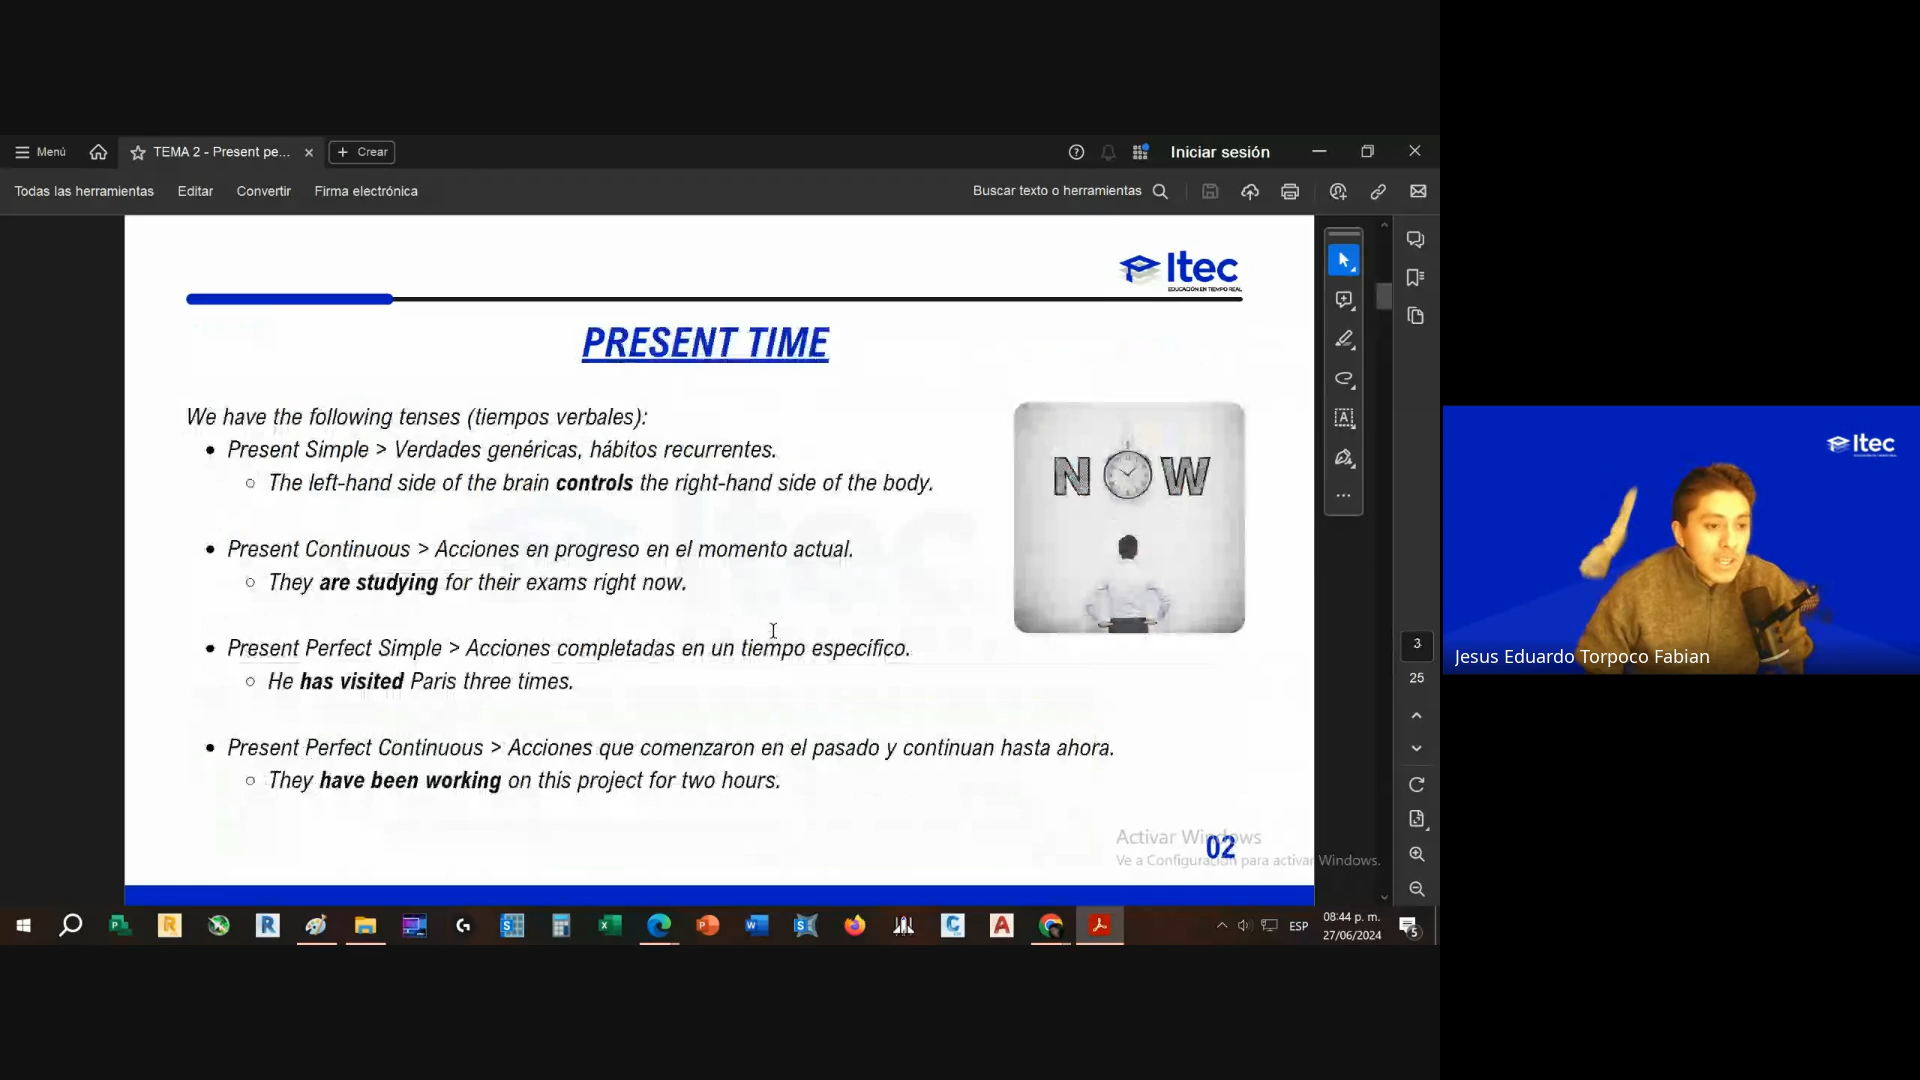 Menú
TEMA 2 - Present pe...
Crear
Iniciar sesión
Todas las herramientas
Editar
Convertir
Firma electrónica
Buscar texto o herramientas
Itec
EDUCACIÓN EN TIEMPO REAL
PRESENT TIME
We have the following tenses (tiempos verbales):
Present Simple > Verdades genéricas, hábitos recurrentes.
The left-hand side of the brain controls the right-hand side of the body.
Present Continuous > Acciones en progreso en el momento actual.
They are studying for their exams right now.
Present Perfect Simple > Acciones completadas en un tiempo específico.
He has visited Paris three times.
Present Perfect Continuous > Acciones que comenzaron en el pasado y continuan hasta ahora.
They have been working on this project for two hours.
NOW
3
25
Activar Windows
Ve a Configuración para activar Windows.
02
ESP
08:44 p. m.
27/06/2024
5
Itec
Jesus Eduardo Torpoco Fabian